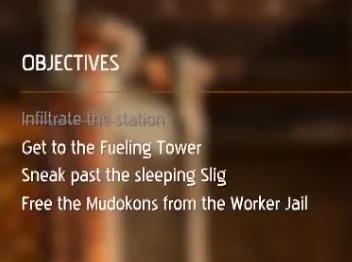 OBJECTIVES
Infiltrate the station
Get to the Fueling Tower
Sneak past the sleeping Slig
Free the Mudokons from the Worker Jail